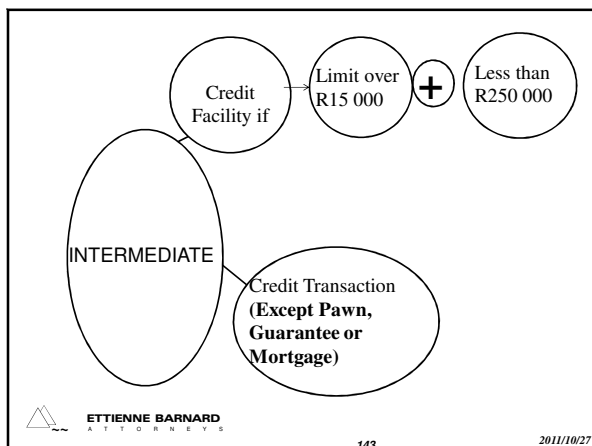 Credit
Facility if
Limit over
R15 000
+
Less than
R250 000
INTERMEDIATE
Credit Transaction
(Except Pawn,
Guarantee or
Mortgage)
ETTIENNE BARNARD
ATTORNEYS
143
2011/10/27